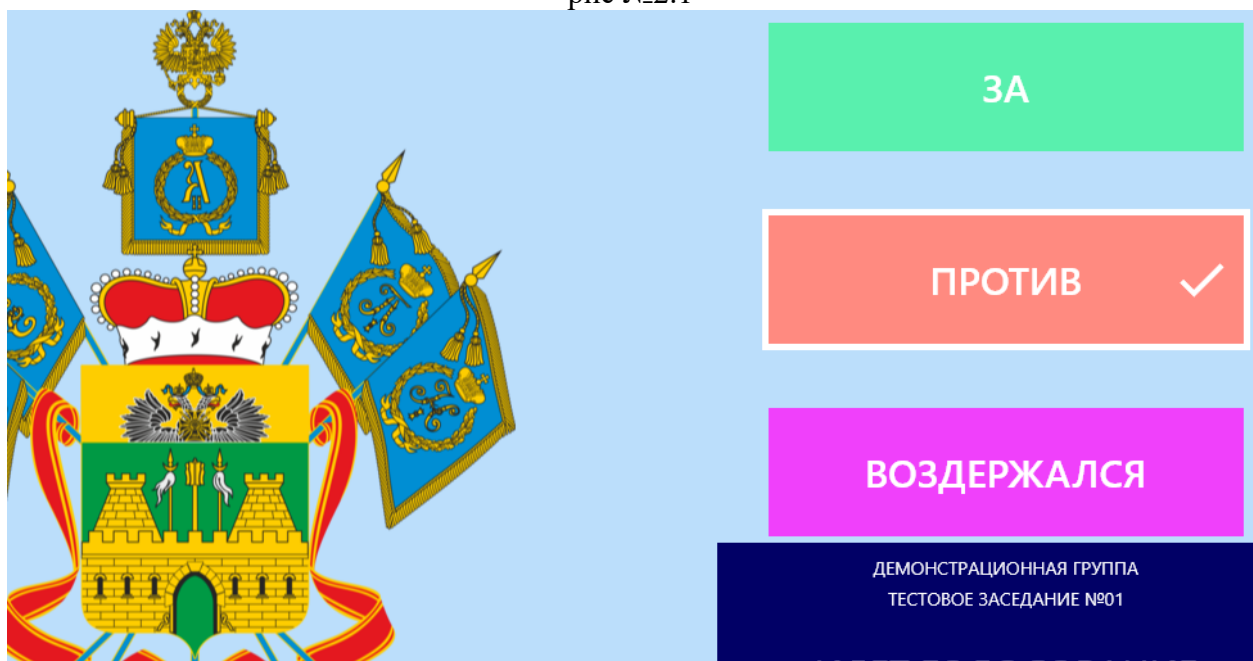 ЗА
ПРОТИВ
ВОЗДЕРЖАЛСЯ
ДЕМОНСТРАЦИОННАЯ ГРУППА
ТЕСТОВОЕ ЗАСЕДАНИЕ №01